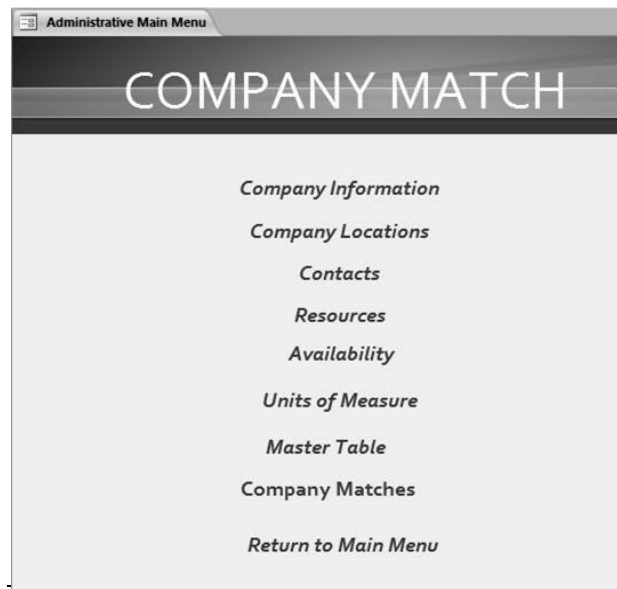 Administrative Main Menu
COMPANY MATCH
Company Information
Company Locations
Contacts
Resources
Availability
Units of Measure
Master Table
Company Matches
Return to Main Menu